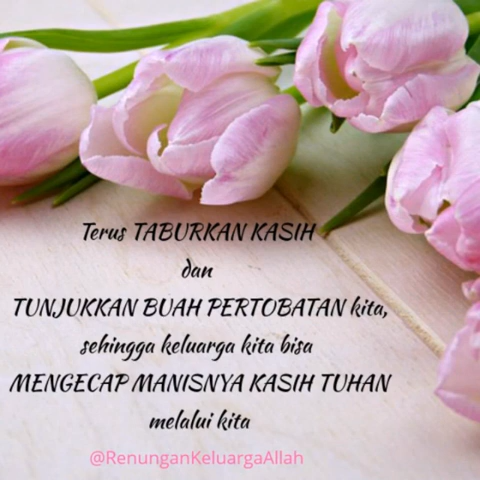 Terus TABURKAN KASIH
dan
TUNJUKKAN BUAH PERTOBATAN kita,
sehingga keluarga kita bisa
MENGECAP MANISNYA KASIH TUHAN
melalui kita
@RenunganKeluargaAllah